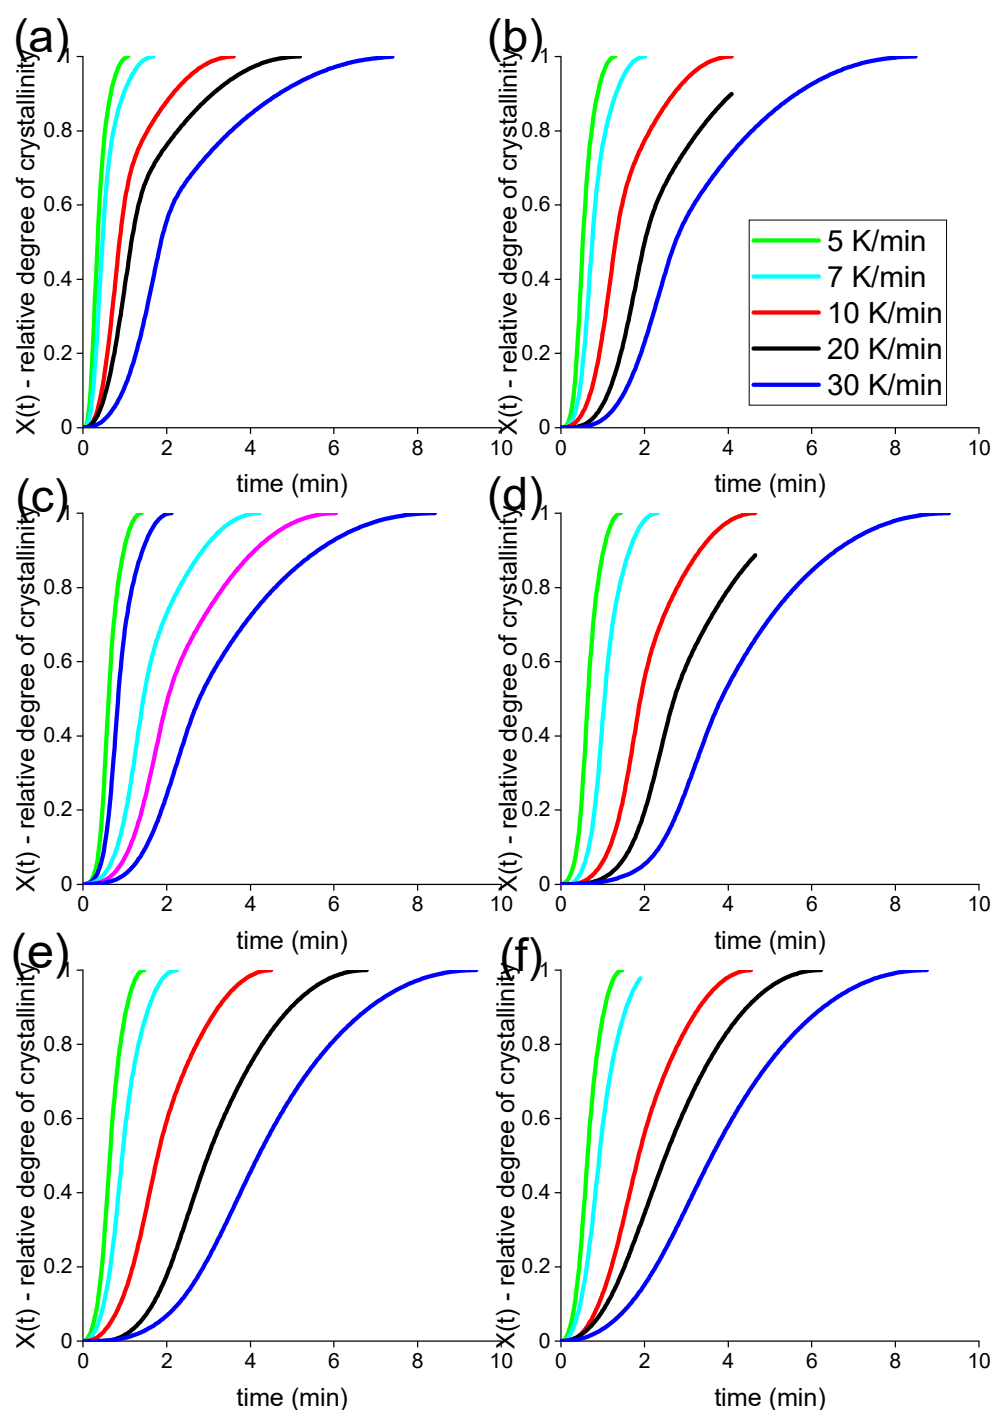 (a)
X(t) - relative degree of crystallinity
1
0.8
0.6
0.4
0.2
0
0 2 4 6 8 10
time (min)
(b)
X(t) - relative degree of crystallinity
1
0.8
0.6
0.4
0.2
0
0 2 4 6 8 10
time (min)
5 K/min
7 K/min
10 K/min
20 K/min
30 K/min
(c)
X(t) - relative degree of crystallinity
1
0.8
0.6
0.4
0.2
0
0 2 4 6 8 10
time (min)
(d)
X(t) - relative degree of crystallinity
1
0.8
0.6
0.4
0.2
0
0 2 4 6 8 10
time (min)
(e)
X(t) - relative degree of crystallinity
1
0.8
0.6
0.4
0.2
0
0 2 4 6 8 10
time (min)
(f)
X(t) - relative degree of crystallinity
1
0.8
0.6
0.4
0.2
0
0 2 4 6 8 10
time (min)